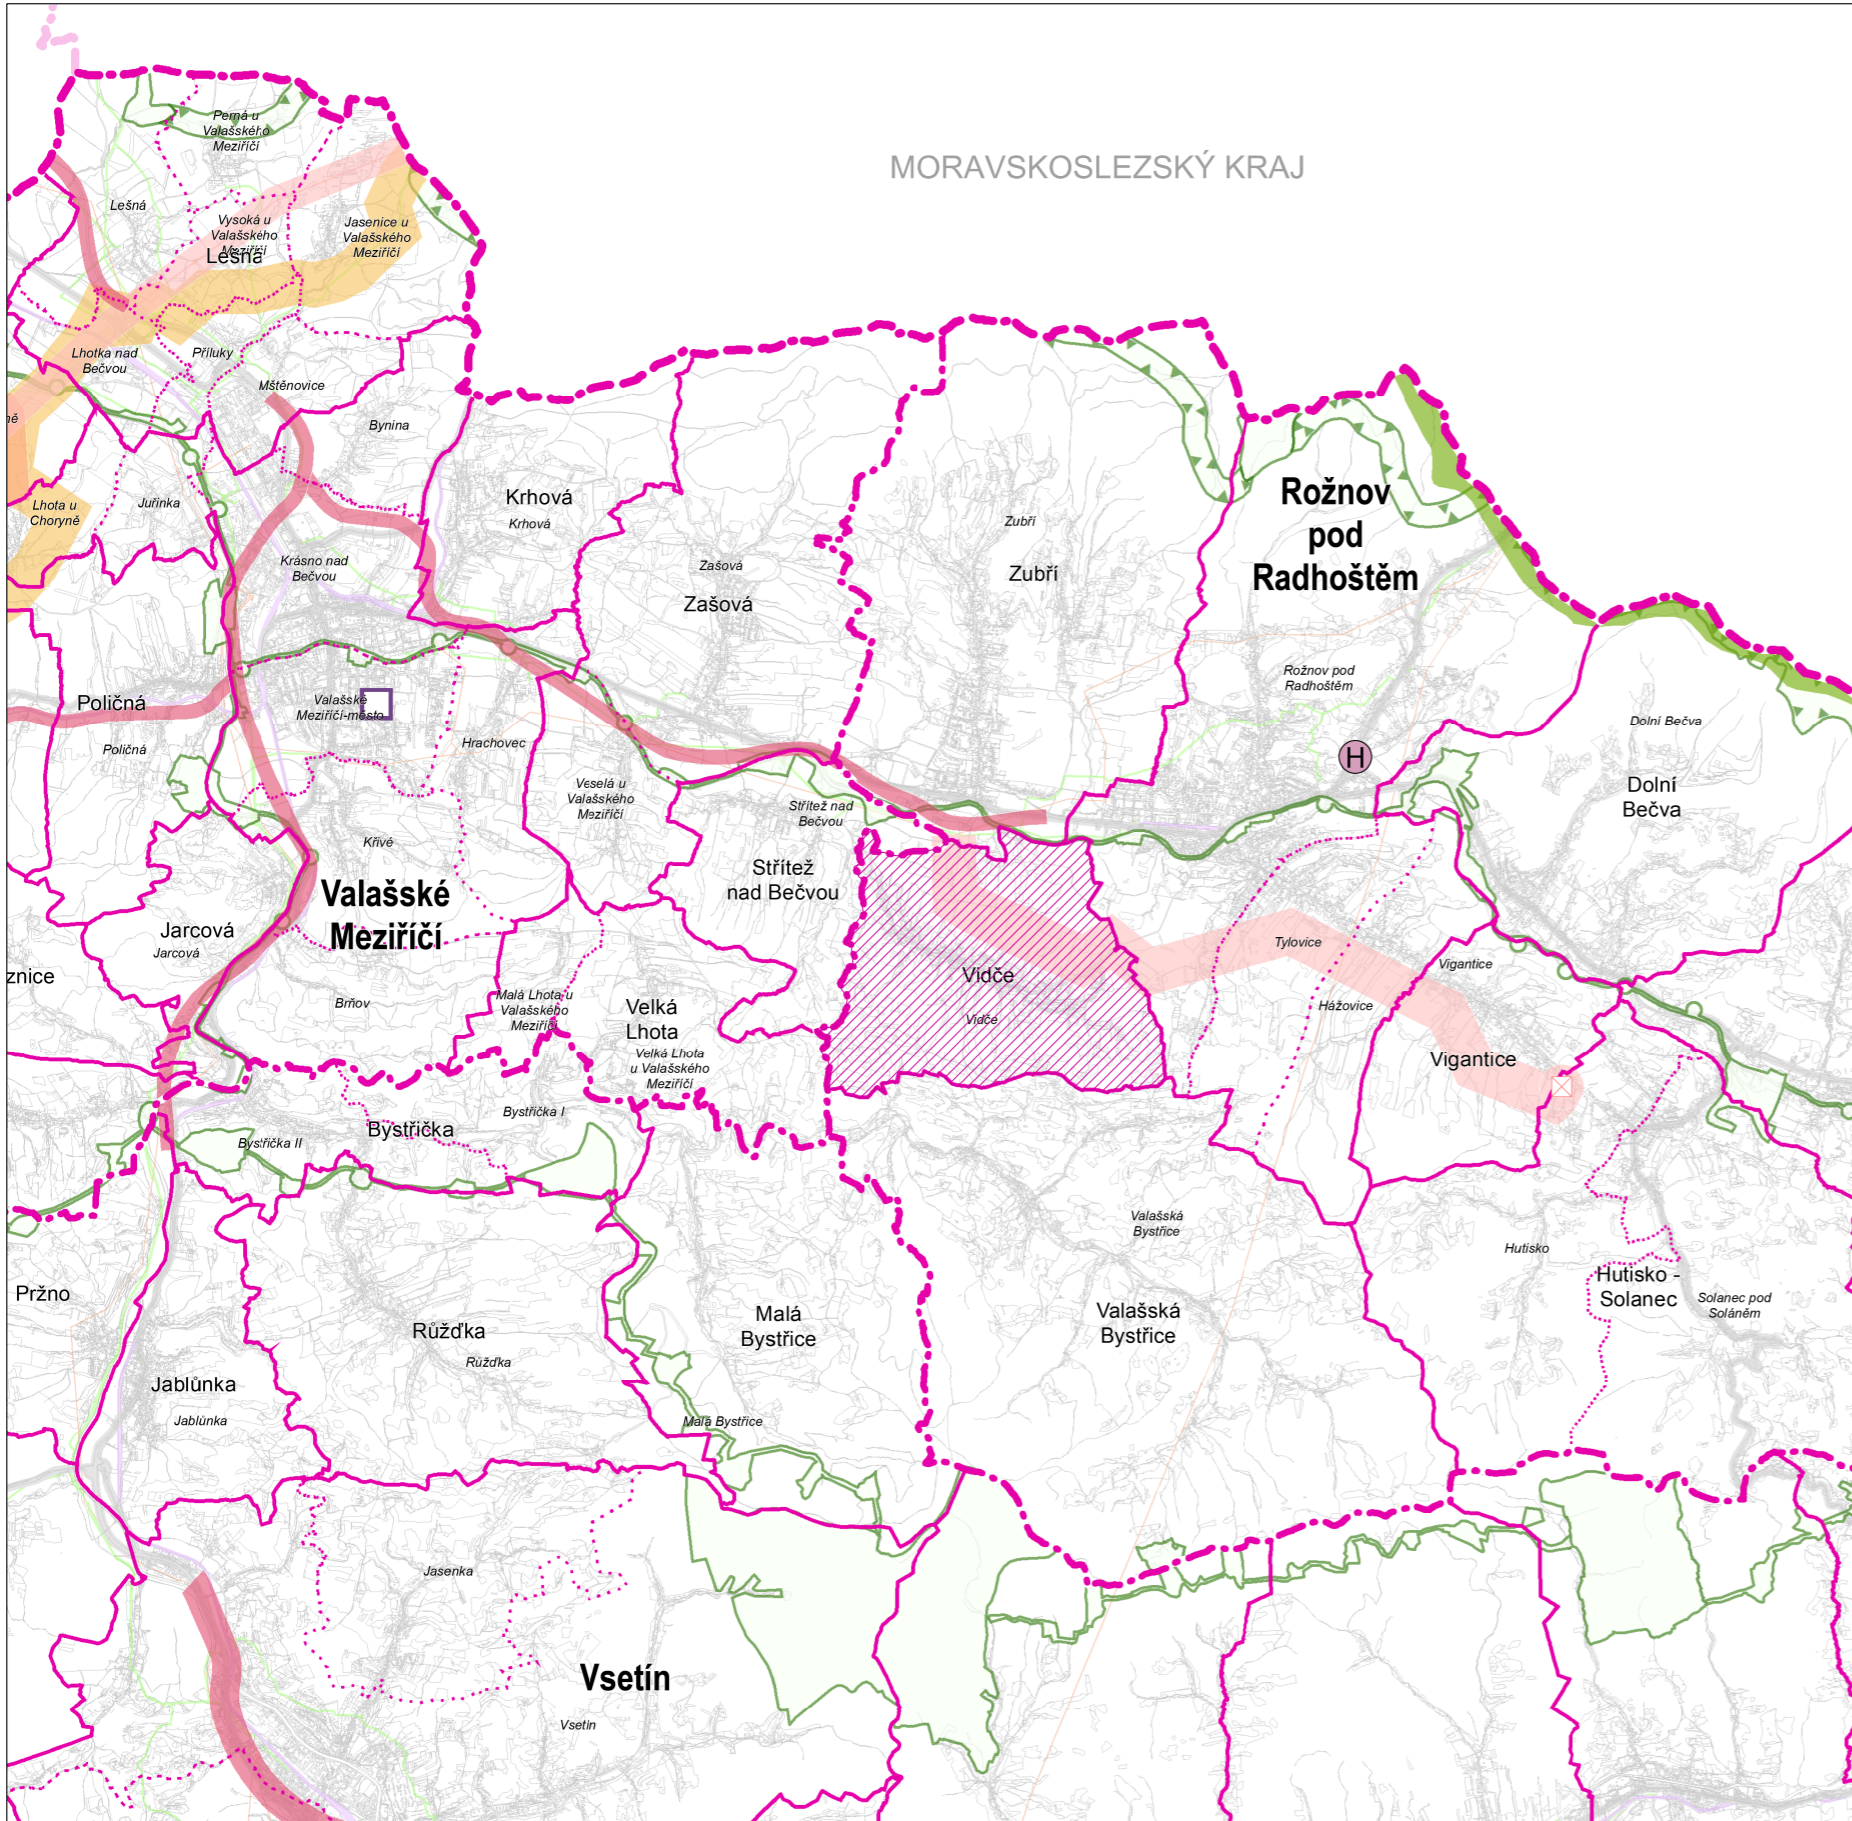 MORAVSKOSLEZSKÝ KRAJ
Perná u
Valašského
Meziříčí
Lešná
Vysoká u
Valašského
Meziříčí
Lešná
Jasenice u
Valašského
Meziříčí
Lhotka nad
Bečvou
Příluky
Mštěnovice
Bynina
ně
Lhota u
Choryně
Juřinka
Krásno nad
Bečvou
Krhová
Krhová
Zašová
Zašová
Zubří
Zubří
Rožnov
pod
Radhoštěm
Rožnov pod
Radhoštěm
H
Dolní Bečva
Dolní
Bečva
Poličná
Poličná
Valašské
Meziříčí-město
Hrachovec
Veselá u
Valašského
Meziříčí
Střítež nad
Bečvou
Střítež
nad Bečvou
Křivé
Valašské
Meziříčí
Jarcová
Jarcová
znice
Brňov
Malá Lhota u
Valašského
Meziříčí
Velká
Lhota
Velká Lhota
u Valašského
Meziříčí
Vidče
Vidče
Tylovice
Hážovice
Vigantice
Vigantice
Bystřička I
Bystřička
Bystřička II
Valašská
Bystřice
Valašská
Bystřice
Hutisko
Hutisko -
Solanec
Solanec pod
Soláněm
Pržno
Růžďka
Růžďka
Malá
Bystřice
Malá Bystřice
Jablůnka
Jablůnka
Jasenka
Vsetín
Vsetín